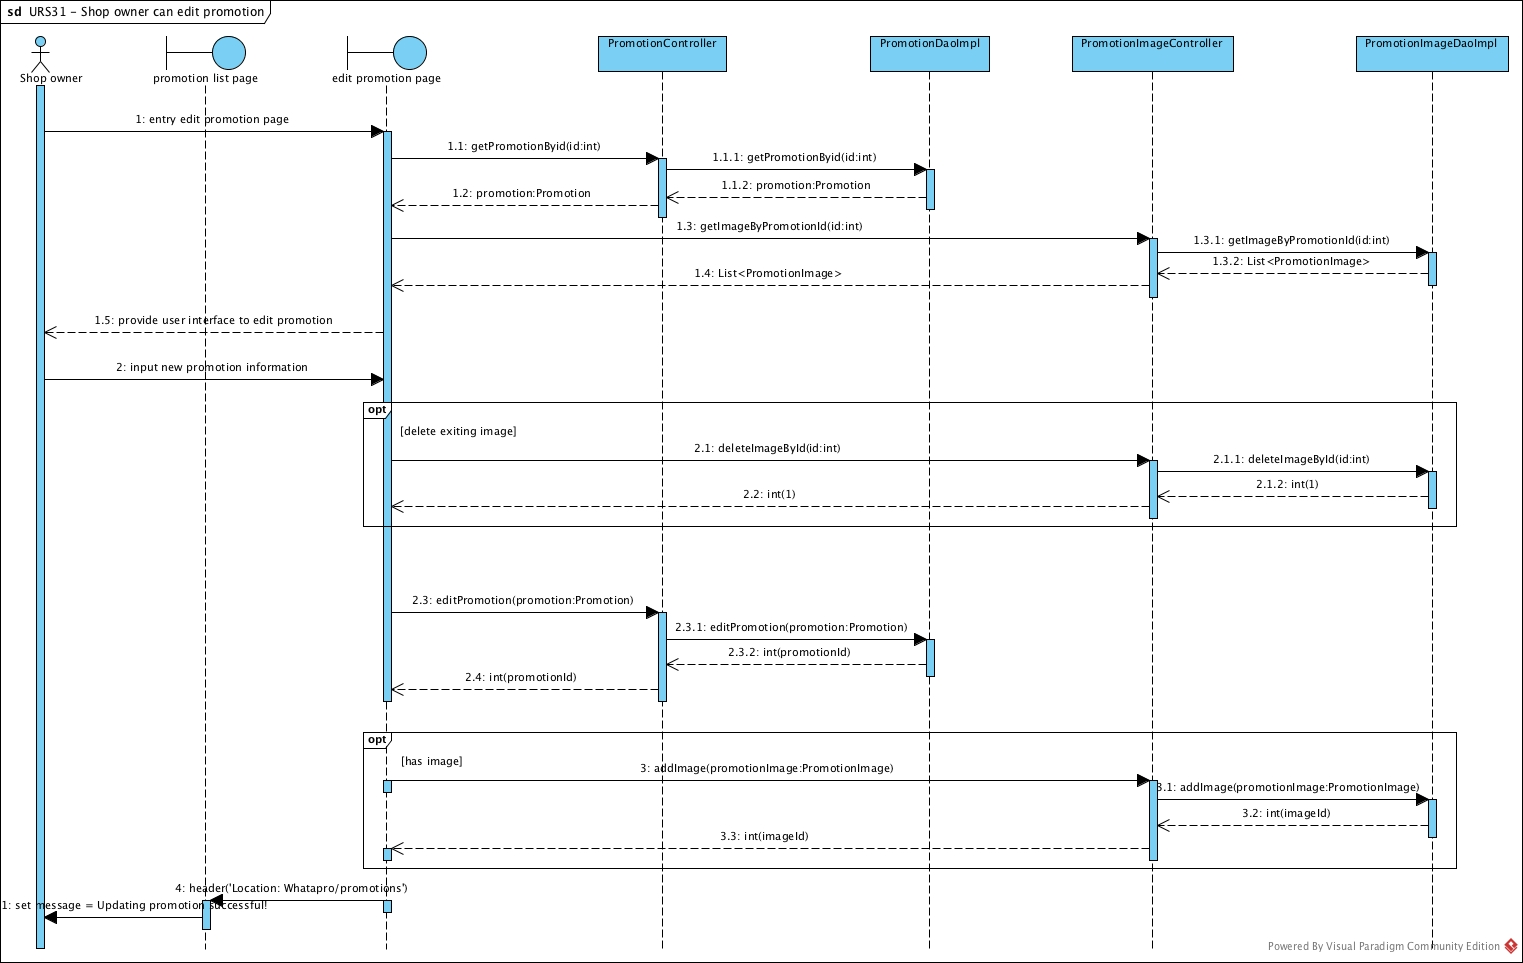 sd URS31 - Shop owner can edit promotion
Shop owner
promotion list page
edit promotion page
PromotionController
PromotionDaoImpl
PromotionImageController
PromotionImageDaoImpl
1: entry edit promotion page
1.1: getPromotionByid(id:int)
1.1.1: getPromotionByid(id:int)
1.1.2: promotion:Promotion
1.2: promotion:Promotion
1.3: getImageByPromotionId(id:int)
1.3.1: getImageByPromotionId(id:int)
1.3.2: List<PromotionImage>
1.4: List<PromotionImage>
1.5: provide user interface to edit promotion
2: input new promotion information
opt
[delete exiting image]
2.1: deleteImageById(id:int)
2.1.1: deleteImageById(id:int)
2.1.2: int(1)
2.2: int(1)
2.3: editPromotion(promotion:Promotion)
2.3.1: editPromotion(promotion:Promotion)
2.3.2: int(promotionId)
2.4: int(promotionId)
opt
[has image]
3: addImage(promotionImage:PromotionImage)
3.1: addImage(promotionImage:PromotionImage)
3.2: int(imageId)
3.3: int(imageId)
4: header('Location: Whatapro/promotions')
1: set message = Updating promotion successful!
Powered By Visual Paradigm Community Edition